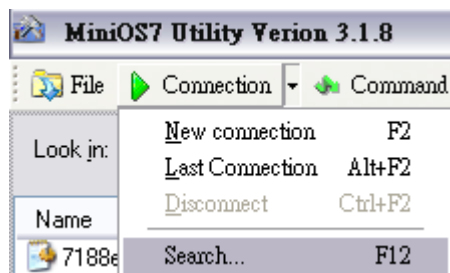 MiniOS7 Utility Verion 3.1.8
File Connection Command
New connection F2
Look in:
Last Connection Alt+F2
Disconnect Ctrl+F2
Name
7188e
Search... F12